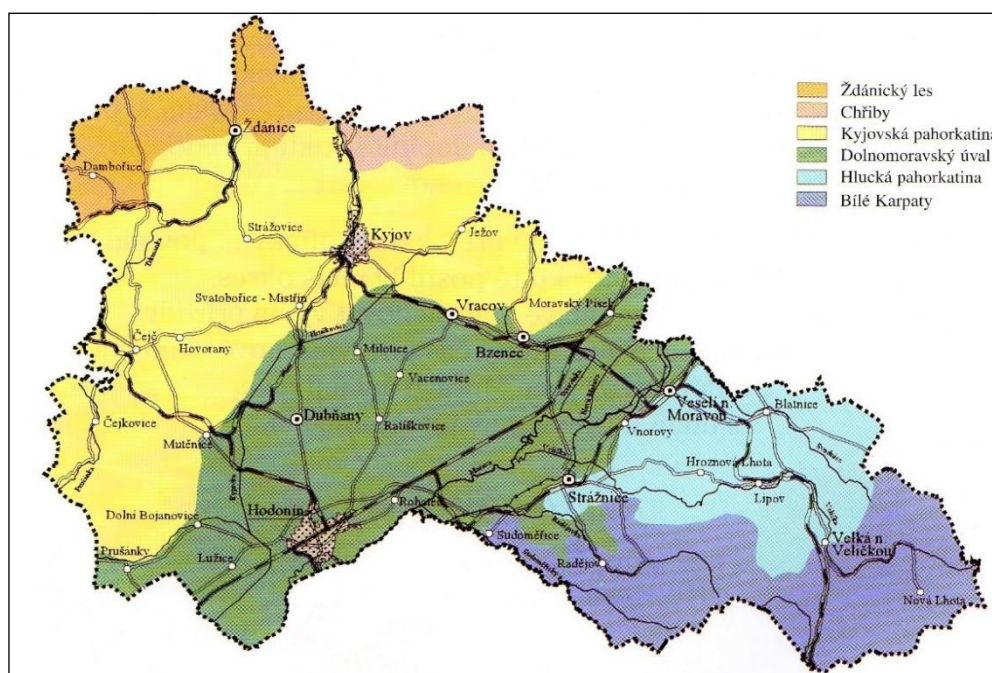 Ždánický les
Chřiby
Kyjovská pahorkatina
Dolnomoravský úval
Hlucká pahorkatina
Bílé Karpaty
Ždánice
Dambořice
Strážovice
Kyjov
Ježov
Svatobořice - Mistřín
Vracov
Moravský Písek
Čejč
Hovorany
Milotice
Bzenec
Vacenovice
Veselí n.
Moravou
Blatnice
Čejkovice
Dubňany
Ratíškovice
Vnorovy
Mutěnice
Hroznová Lhota
Lipov
Strážnice
Rohatec
Hodonín
Dolní Bojanovice
Sudoměřice
Velká n.
Veličkou
Prušánky
Lužice
Radějov
Nová Lhota